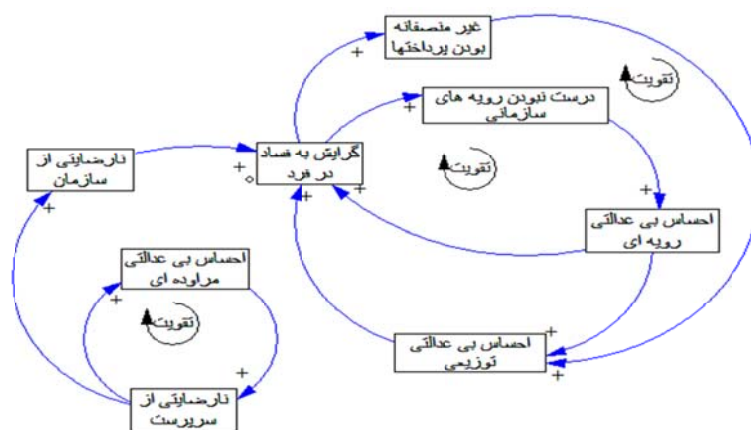 غیر منصفانه
بودن پرداختها
تقویت
درست نبودن رویه های
سازمانی
نارضایتی از
سازمان
گرایش به فساد
در فرد
تقویت
احساس بی عدالتی
رویه ای
احساس بی عدالتی
مراوده ای
تقویت
احساس بی عدالتی
توزیعی
نارضایتی از
سرپرست